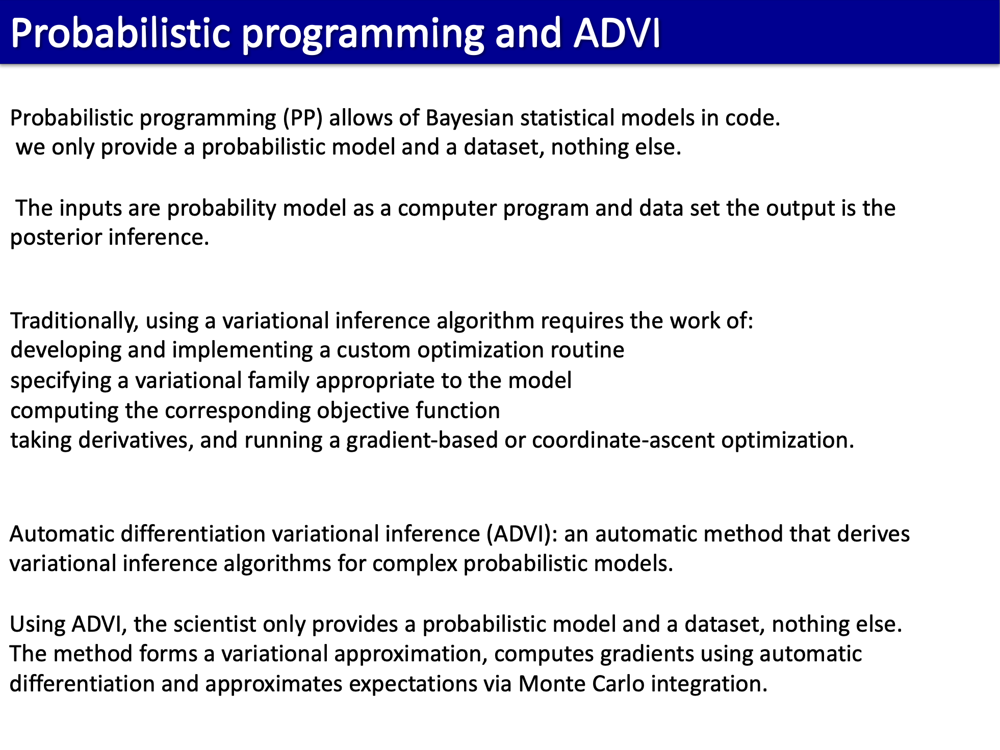 Probabilistic programming and ADVI
Probabilistic programming (PP) allows of Bayesian statistical models in code.
we only provide a probabilistic model and a dataset, nothing else.
The inputs are probability model as a computer program and data set the output is the
posterior inference.
Traditionally, using a variational inference algorithm requires the work of:
developing and implementing a custom optimization routine
specifying a variational family appropriate to the model
computing the corresponding objective function
taking derivatives, and running a gradient-based or coordinate-ascent optimization.
Automatic differentiation variational inference (ADVI): an automatic method that derives
variational inference algorithms for complex probabilistic models.
Using ADVI, the scientist only provides a probabilistic model and a dataset, nothing else.
The method forms a variational approximation, computes gradients using automatic
differentiation and approximates expectations via Monte Carlo integration.